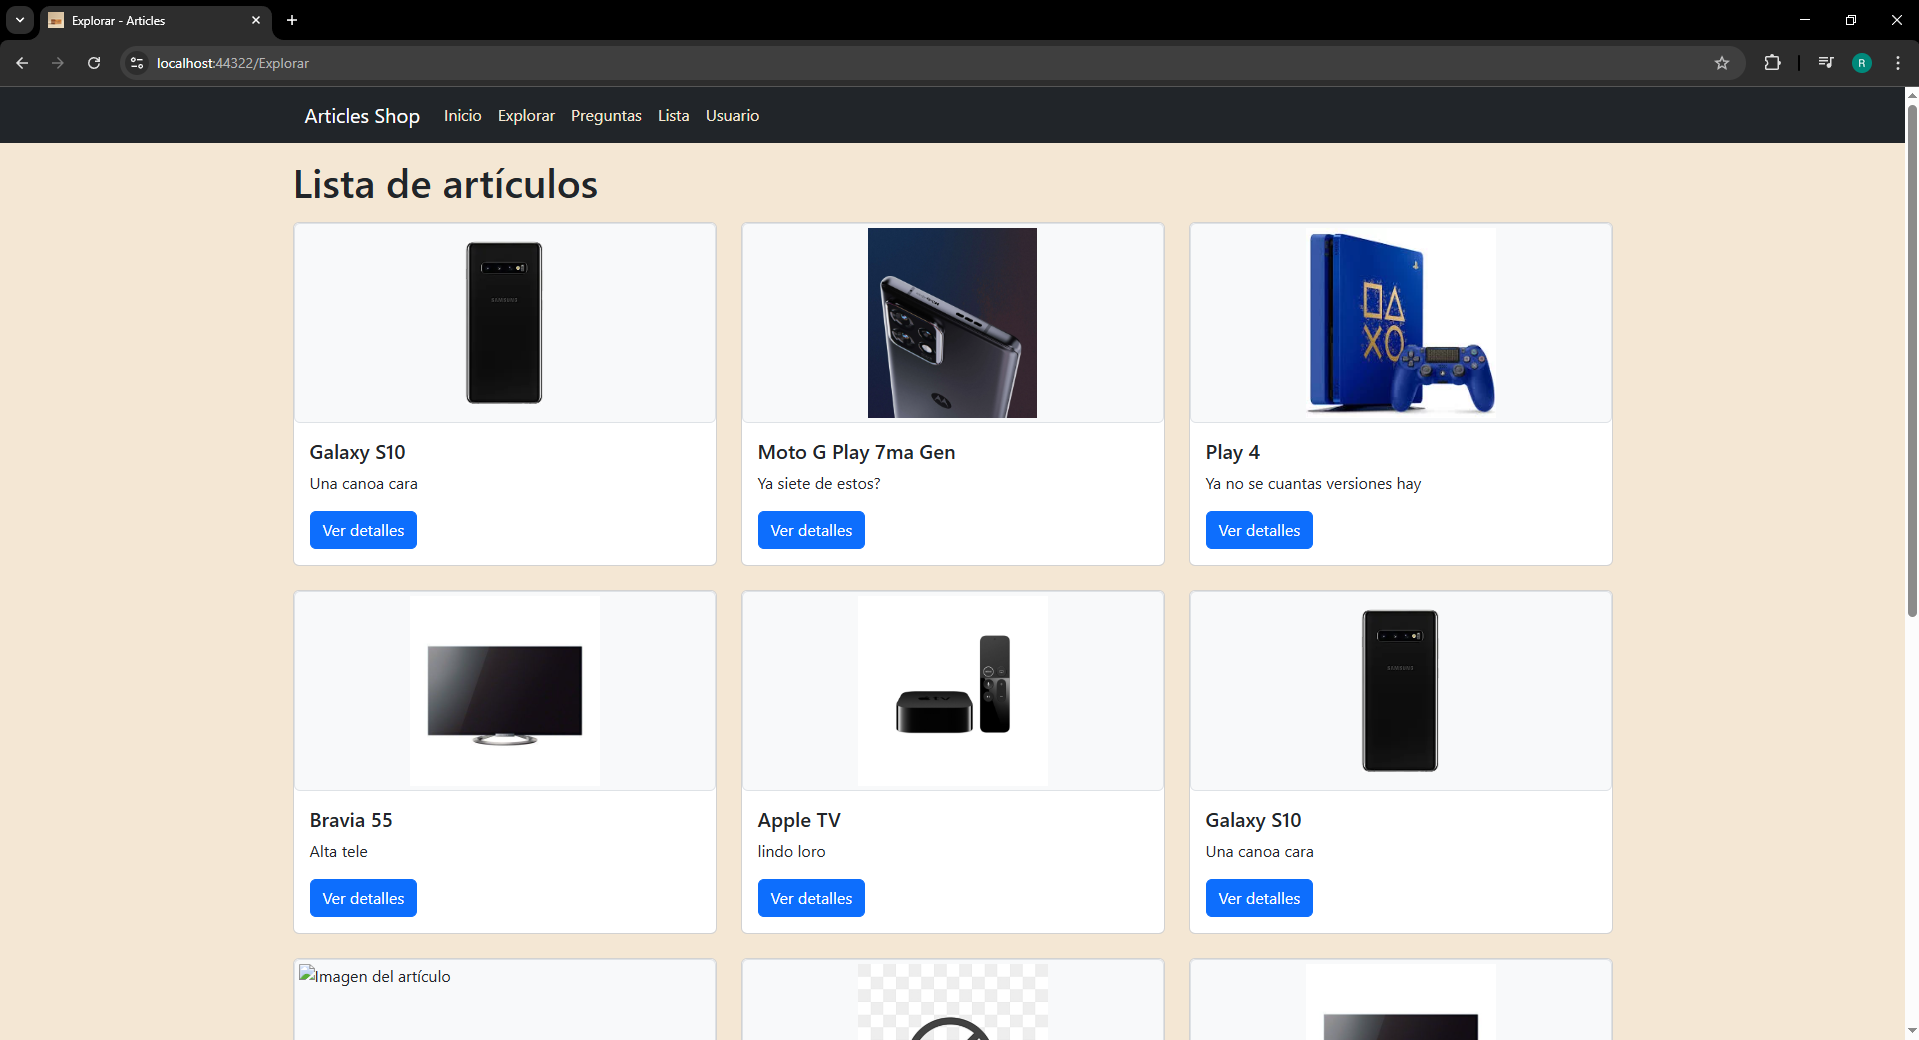 Explorar - Articles
localhost:44322/Explorar
R
Articles Shop Inicio Explorar Preguntas Lista Usuario
Lista de artículos
SAMSUNG
Galaxy S10
Una canoa cara
Ver detalles
Moto G Play 7ma Gen
Ya siete de estos?
Ver detalles
Play 4
Ya no se cuantas versiones hay
Ver detalles
Bravia 55
Alta tele
Ver detalles
Apple TV
lindo loro
Ver detalles
SAMSUNG
Galaxy S10
Una canoa cara
Ver detalles
Imagen del artículo